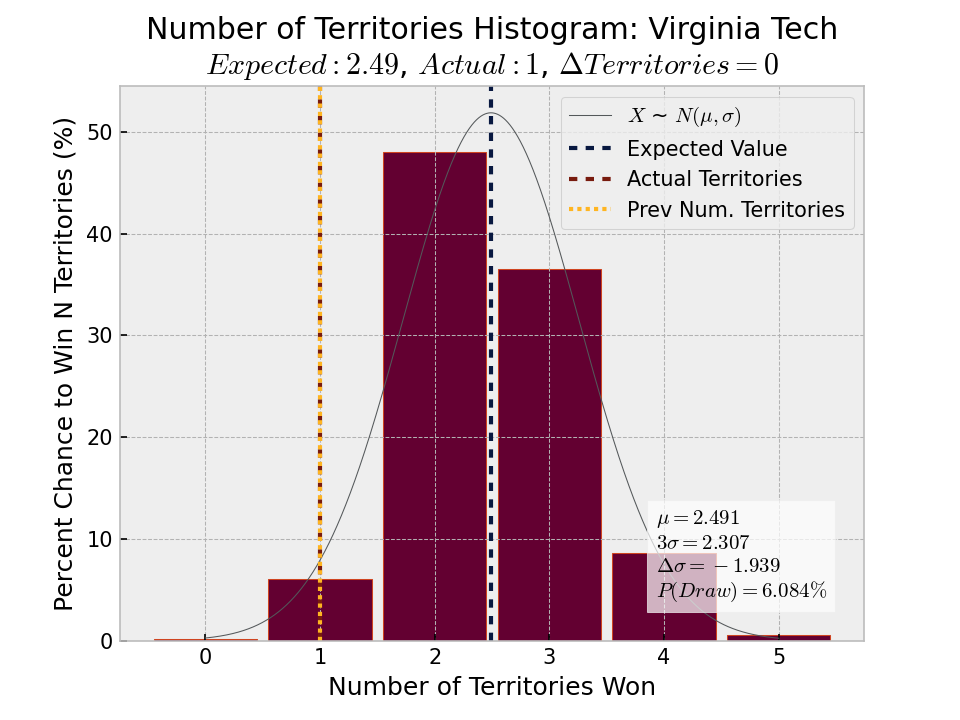 Number of Territories Histogram: Virginia Tech
Expected : 2.49, Actual : 1, ΔTerritories = 0
Percent Chance to Win N Territories (%)
50
40
30
20
10
0
X ∼ N(μ, σ)
Expected Value
Actual Territories
Prev Num. Territories
μ = 2.491
3σ = 2.307
Δσ = − 1.939
P(Draw) = 6.084%
0 1 2 3 4 5
Number of Territories Won